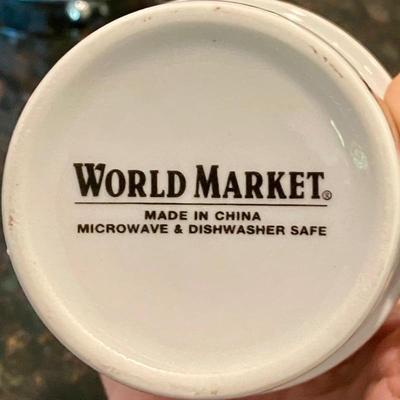 WORLD MARKET®
MADE IN CHINA
MICROWAVE & DISHWASHER SAFE